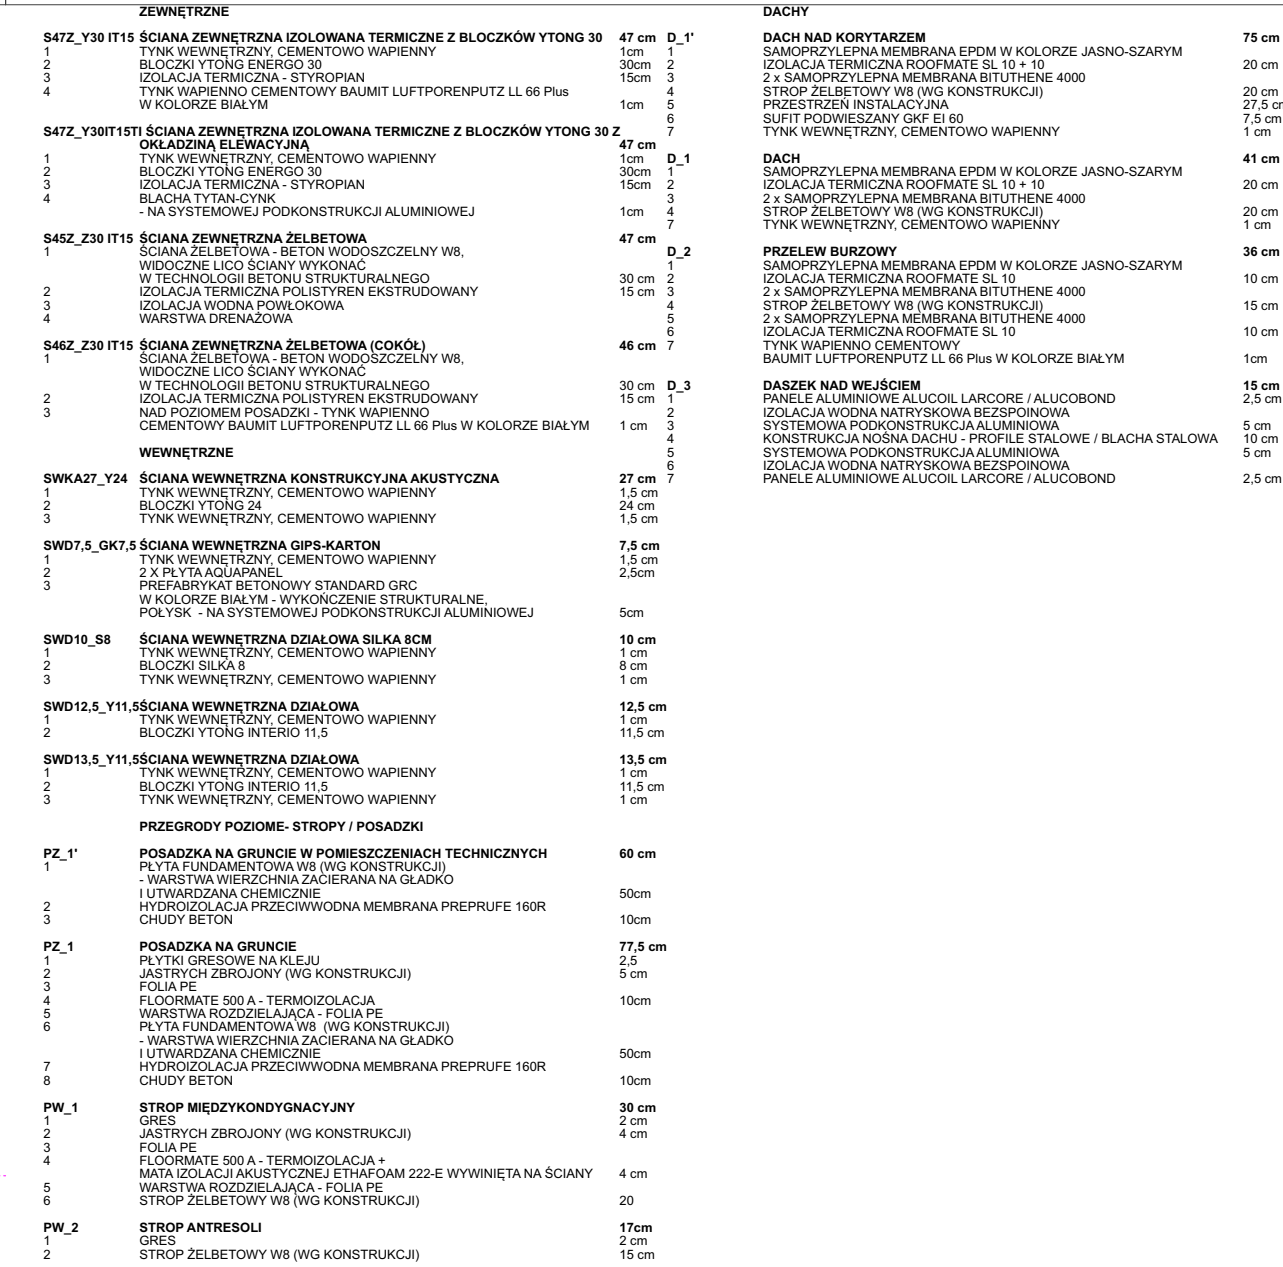 ZEWNĘTRZNE
S47Z_Y30 IT15 ŚCIANA ZEWNĘTRZNA IZOLOWANA TERMICZNE Z BLOCZKÓW YTONG 30 47 cm
1 TYNK WEWNĘTRZNY, CEMENTOWO WAPIENNY 1cm
2 BLOCZKI YTONG ENERGO 30 30cm
3 IZOLACJA TERMICZNA - STYROPIAN 15cm
4 TYNK WAPIENNO CEMENTOWY BAUMIT LUFTPORENPUTZ LL 66 Plus
W KOLORZE BIAŁYM 1cm
S47Z_Y30IT15TI ŚCIANA ZEWNĘTRZNA IZOLOWANA TERMICZNE Z BLOCZKÓW YTONG 30 Z
OKŁADZINĄ ELEWACYJNĄ 47 cm
1 TYNK WEWNĘTRZNY, CEMENTOWO WAPIENNY 1cm
2 BLOCZKI YTONG ENERGO 30 30cm
3 IZOLACJA TERMICZNA - STYROPIAN 15cm
4 BLACHA TYTAN-CYNK
- NA SYSTEMOWEJ PODKONSTRUKCJI ALUMINIOWEJ 1cm
S45Z_Z30 IT15 ŚCIANA ZEWNĘTRZNA ŻELBETOWA 47 cm
1 ŚCIANA ŻELBETOWA - BETON WODOSZCZELNY W8,
WIDOCZNE LICO ŚCIANY WYKONAĆ
W TECHNOLOGII BETONU STRUKTURALNEGO 30 cm
2 IZOLACJA TERMICZNA POLISTYREN EKSTRUDOWANY 15 cm
3 IZOLACJA WODNA POWŁOKOWA
4 WARSTWA DRENAŻOWA
S46Z_Z30 IT15 ŚCIANA ZEWNĘTRZNA ŻELBETOWA (COKÓŁ) 46 cm
1 ŚCIANA ŻELBETOWA - BETON WODOSZCZELNY W8,
WIDOCZNE LICO ŚCIANY WYKONAĆ
W TECHNOLOGII BETONU STRUKTURALNEGO 30 cm
2 IZOLACJA TERMICZNA POLISTYREN EKSTRUDOWANY 15 cm
3 NAD POZIOMEM POSADZKI - TYNK WAPIENNO
CEMENTOWY BAUMIT LUFTPORENPUTZ LL 66 Plus W KOLORZE BIAŁYM 1 cm
WEWNĘTRZNE
SWKA27_Y24 ŚCIANA WEWNĘTRZNA KONSTRUKCYJNA AKUSTYCZNA 27 cm
1 TYNK WEWNĘTRZNY, CEMENTOWO WAPIENNY 1,5 cm
2 BLOCZKI YTONG 24 24 cm
3 TYNK WEWNĘTRZNY, CEMENTOWO WAPIENNY 1,5 cm
SWD7,5_GK7,5 ŚCIANA WEWNĘTRZNA GIPS-KARTON 7,5 cm
1 TYNK WEWNĘTRZNY, CEMENTOWO WAPIENNY 1,5 cm
2 2 X PŁYTA AQUAPANEL 2,5cm
3 PREFABRYKAT BETONOWY STANDARD GRC
W KOLORZE BIAŁYM - WYKOŃCZENIE STRUKTURALNE,
POŁYSK - NA SYSTEMOWEJ PODKONSTRUKCJI ALUMINIOWEJ 5cm
SWD10_S8 ŚCIANA WEWNĘTRZNA DZIAŁOWA SILKA 8CM 10 cm
1 TYNK WEWNĘTRZNY, CEMENTOWO WAPIENNY 1 cm
2 BLOCZKI SILKA 8 8 cm
3 TYNK WEWNĘTRZNY, CEMENTOWO WAPIENNY 1 cm
SWD12,5_Y11,5ŚCIANA WEWNĘTRZNA DZIAŁOWA 12,5 cm
1 TYNK WEWNĘTRZNY, CEMENTOWO WAPIENNY 1 cm
2 BLOCZKI YTONG INTERIO 11,5 11,5 cm
SWD13,5_Y11,5ŚCIANA WEWNĘTRZNA DZIAŁOWA 13,5 cm
1 TYNK WEWNĘTRZNY, CEMENTOWO WAPIENNY 1 cm
2 BLOCZKI YTONG INTERIO 11,5 11,5 cm
3 TYNK WEWNĘTRZNY, CEMENTOWO WAPIENNY 1 cm
PRZEGRODY POZIOME- STROPY / POSADZKI
PZ_1' POSADZKA NA GRUNCIE W POMIESZCZENIACH TECHNICZNYCH 60 cm
1 PŁYTA FUNDAMENTOWA W8 (WG KONSTRUKCJI)
- WARSTWA WIERZCHNIA ZACIERANA NA GŁADKO
I UTWARDZANA CHEMICZNIE 50cm
2 HYDROIZOLACJA PRZECIWWODNA MEMBRANA PREPRUFE 160R
3 CHUDY BETON 10cm
PZ_1 POSADZKA NA GRUNCIE 77,5 cm
1 PŁYTKI GRESOWE NA KLEJU 2,5
2 JASTRYCH ZBROJONY (WG KONSTRUKCJI) 5 cm
3 FOLIA PE
4 FLOORMATE 500 A - TERMOIZOLACJA 10cm
5 WARSTWA ROZDZIELAJĄCA - FOLIA PE
6 PŁYTA FUNDAMENTOWA W8 (WG KONSTRUKCJI)
- WARSTWA WIERZCHNIA ZACIERANA NA GŁADKO
I UTWARDZANA CHEMICZNIE 50cm
7 HYDROIZOLACJA PRZECIWWODNA MEMBRANA PREPRUFE 160R
8 CHUDY BETON 10cm
PW_1 STROP MIĘDZYKONDYGNACYJNY 30 cm
1 GRES 2 cm
2 JASTRYCH ZBROJONY (WG KONSTRUKCJI) 4 cm
3 FOLIA PE
4 FLOORMATE 500 A - TERMOIZOLACJA +
MATA IZOLACJI AKUSTYCZNEJ ETHAFOAM 222-E WYWINIĘTA NA ŚCIANY 4 cm
5 WARSTWA ROZDZIELAJĄCA - FOLIA PE
6 STROP ŻELBETOWY W8 (WG KONSTRUKCJI) 20
PW_2 STROP ANTRESOLI 17cm
1 GRES 2 cm
2 STROP ŻELBETOWY W8 (WG KONSTRUKCJI) 15 cm
DACHY
D_1' DACH NAD KORYTARZEM 75 cm
1 SAMOPRZYLEPNA MEMBRANA EPDM W KOLORZE JASNO-SZARYM
2 IZOLACJA TERMICZNA ROOFMATE SL 10 + 10 20 cm
3 2 x SAMOPRZYLEPNA MEMBRANA BITUTHENE 4000
4 STROP ŻELBETOWY W8 (WG KONSTRUKCJI) 20 cm
5 PRZESTRZEŃ INSTALACYJNA 27,5 cm
6 SUFIT PODWIESZANY GKF EI 60 7,5 cm
7 TYNK WEWNĘTRZNY, CEMENTOWO WAPIENNY 1 cm
D_1 DACH 41 cm
1 SAMOPRZYLEPNA MEMBRANA EPDM W KOLORZE JASNO-SZARYM
2 IZOLACJA TERMICZNA ROOFMATE SL 10 + 10 20 cm
3 2 x SAMOPRZYLEPNA MEMBRANA BITUTHENE 4000
4 STROP ŻELBETOWY W8 (WG KONSTRUKCJI) 20 cm
7 TYNK WEWNĘTRZNY, CEMENTOWO WAPIENNY 1 cm
D_2 PRZELEW BURZOWY 36 cm
1 SAMOPRZYLEPNA MEMBRANA EPDM W KOLORZE JASNO-SZARYM
2 IZOLACJA TERMICZNA ROOFMATE SL 10 10 cm
3 2 x SAMOPRZYLEPNA MEMBRANA BITUTHENE 4000
4 STROP ŻELBETOWY W8 (WG KONSTRUKCJI) 15 cm
5 2 x SAMOPRZYLEPNA MEMBRANA BITUTHENE 4000
6 IZOLACJA TERMICZNA ROOFMATE SL 10 10 cm
7 TYNK WAPIENNO CEMENTOWY
BAUMIT LUFTPORENPUTZ LL 66 Plus W KOLORZE BIAŁYM 1cm
D_3 DASZEK NAD WEJŚCIEM 15 cm
1 PANELE ALUMINIOWE ALUCOIL LARCORE / ALUCOBOND 2,5 cm
2 IZOLACJA WODNA NATRYSKOWA BEZSPOINOWA
3 SYSTEMOWA PODKONSTRUKCJA ALUMINIOWA 5 cm
4 KONSTRUKCJA NOŚNA DACHU - PROFILE STALOWE / BLACHA STALOWA 10 cm
5 SYSTEMOWA PODKONSTRUKCJA ALUMINIOWA 5 cm
6 IZOLACJA WODNA NATRYSKOWA BEZSPOINOWA
7 PANELE ALUMINIOWE ALUCOIL LARCORE / ALUCOBOND 2,5 cm